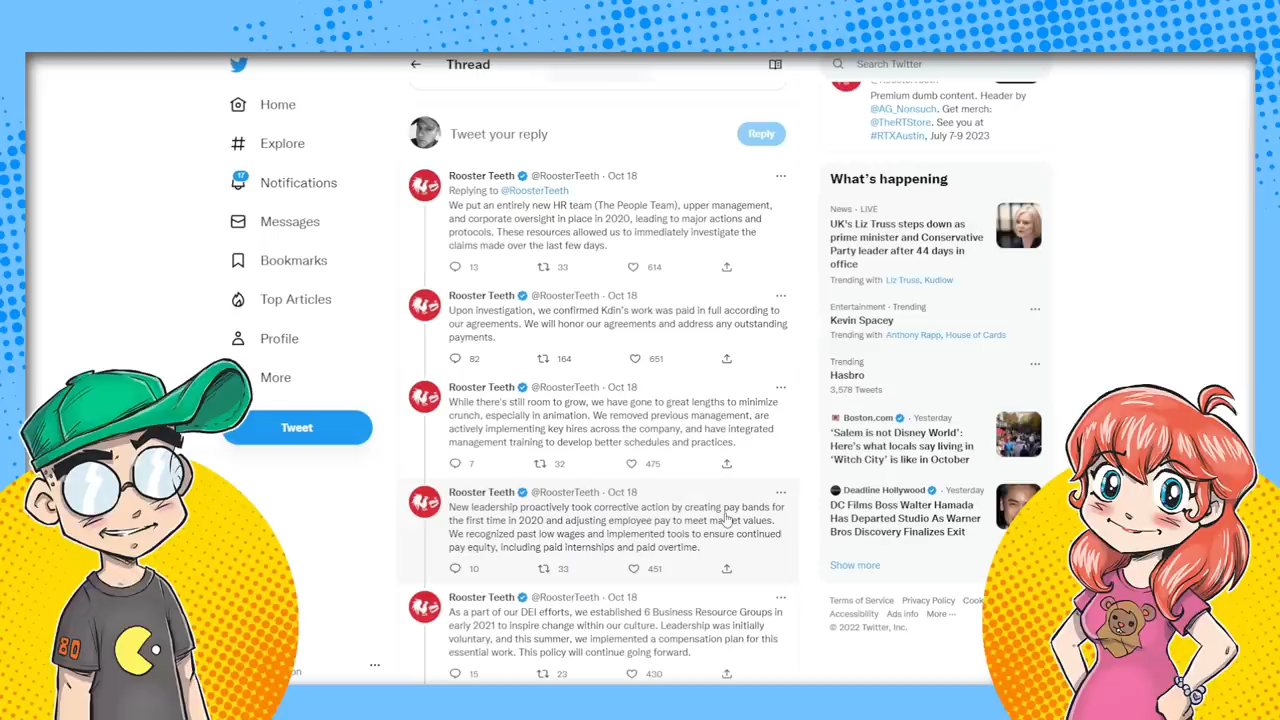 Home
Explore
17
Notifications
Messages
Bookmarks
Top Articles
Profile
More
Tweet
Thread
Tweet your reply
Reply
Rooster Teeth @RoosterTeeth · Oct 18
Replying to @RoosterTeeth
We put an entirely new HR team (The People Team), upper management,
and corporate oversight in place in 2020, leading to major actions and
protocols. These resources allowed us to immediately investigate the
claims made over the last few days.
13 33 614
Rooster Teeth @RoosterTeeth · Oct 18
Upon investigation, we confirmed Kdin's work was paid in full according to
our agreements. We will honor our agreements and address any outstanding
payments.
82 164 651
Rooster Teeth @RoosterTeeth · Oct 18
While there's still room to grow, we have gone to great lengths to minimize
crunch, especially in animation. We removed previous management, are
actively implementing key hires across the company, and have integrated
management training to develop better schedules and practices.
7 32 475
Rooster Teeth @RoosterTeeth · Oct 18
New leadership proactively took corrective action by creating pay bands for
the first time in 2020 and adjusting employee pay to meet market values.
We recognized past low wages and implemented tools to ensure continued
pay equity, including paid internships and paid overtime.
10 33 451
Rooster Teeth @RoosterTeeth · Oct 18
As a part of our DEI efforts, we established 6 Business Resource Groups in
early 2021 to inspire change within our culture. Leadership was initially
voluntary, and this summer, we implemented a compensation plan for this
essential work. This policy will continue going forward.
15 23 430
Search Twitter
Premium dumb content. Header by
@AG_Nonsuch. Get merch:
@TheRTStore. See you at
#RTXAustin, July 7-9 2023
What's happening
News · LIVE
UK's Liz Truss steps down as
prime minister and Conservative
Party leader after 44 days in
office
Trending with Liz Truss, Kudlow
Entertainment · Trending
Kevin Spacey
Trending with Anthony Rapp, House of Cards
Trending
Hasbro
3,578 Tweets
Boston.com · Yesterday
'Salem is not Disney World':
Here's what locals say living in
'Witch City' is like in October
Deadline Hollywood · Yesterday
DC Films Boss Walter Hamada
Has Departed Studio As Warner
Bros Discovery Finalizes Exit
Show more
Terms of Service Privacy Policy Cook
Accessibility Ads info More ···
© 2022 Twitter, Inc.
80